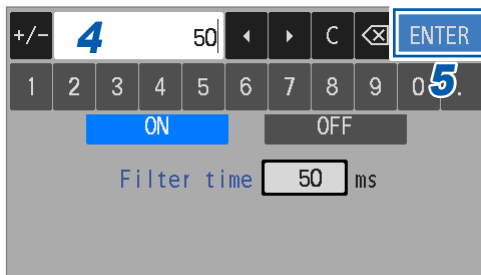 +/- 4 50 C ENTER
1 2 3 4 5 6 7 8 9 0 5 .
ON OFF
Filter time 50 ms